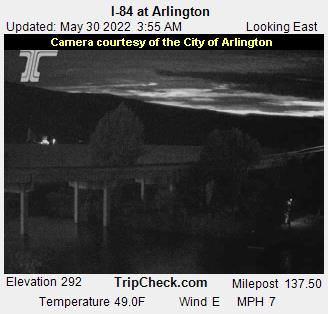 I-84 at Arlington
Updated: May 30 2022 3:55 AM Looking East
Camera courtesy of the City of Arlington
Elevation 292 TripCheck.com Milepost 137.50
Temperature 49.0F Wind E MPH 7